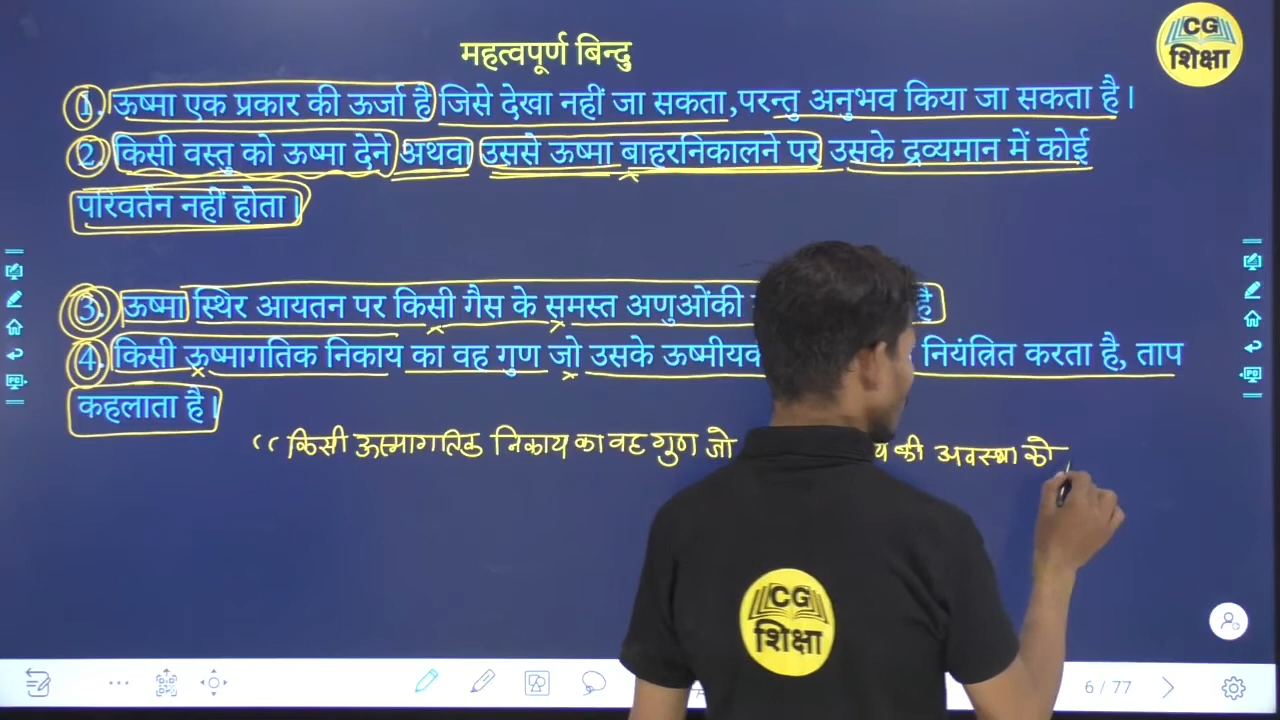 महत्वपूर्ण बिन्दु
CG
शिक्षा
1. ऊष्मा एक प्रकार की ऊर्जा है जिसे देखा नहीं जा सकता,परन्तु अनुभव किया जा सकता है।
2. किसी वस्तु को ऊष्मा देने अथवा उससे ऊष्मा बाहरनिकालने पर उसके द्रव्यमान में कोई
परिवर्तन नहीं होता।
3. ऊष्मा स्थिर आयतन पर किसी गैस के समस्त अणुओंकी है
4. किसी ऊष्मागतिक निकाय का वह गुण जो उसके ऊष्मीयक नियंत्रित करता है, ताप
कहलाता है।
‘‘ किसी ऊष्मागतिक निकाय का वह गुण जो य की अवस्था को
CG
शिक्षा
6 / 77